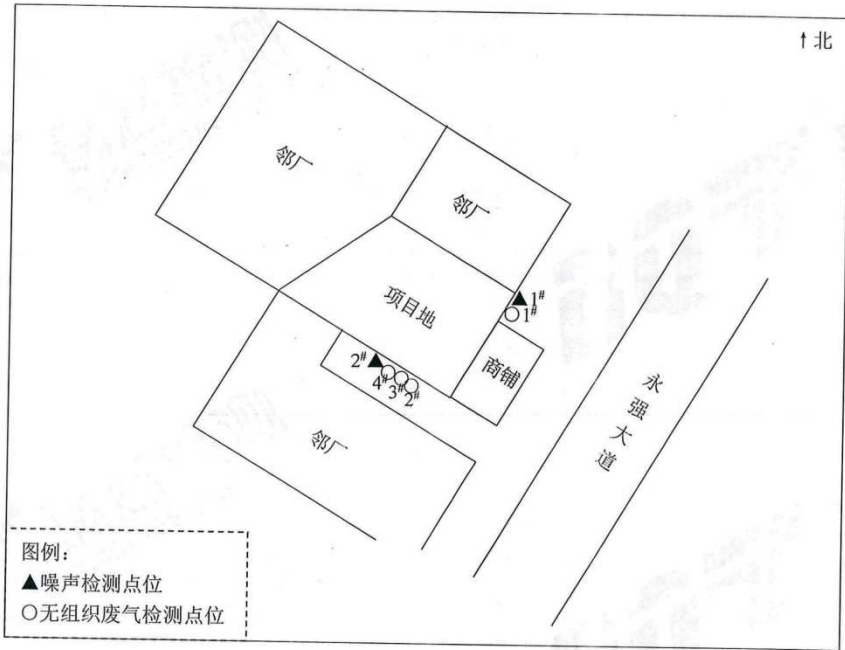 ↑北
邻厂
邻厂
项目地
▲1#
○1#
商铺
2#▲
4#
3#
2#
邻厂
永强大道
图例：
▲噪声检测点位
○无组织废气检测点位